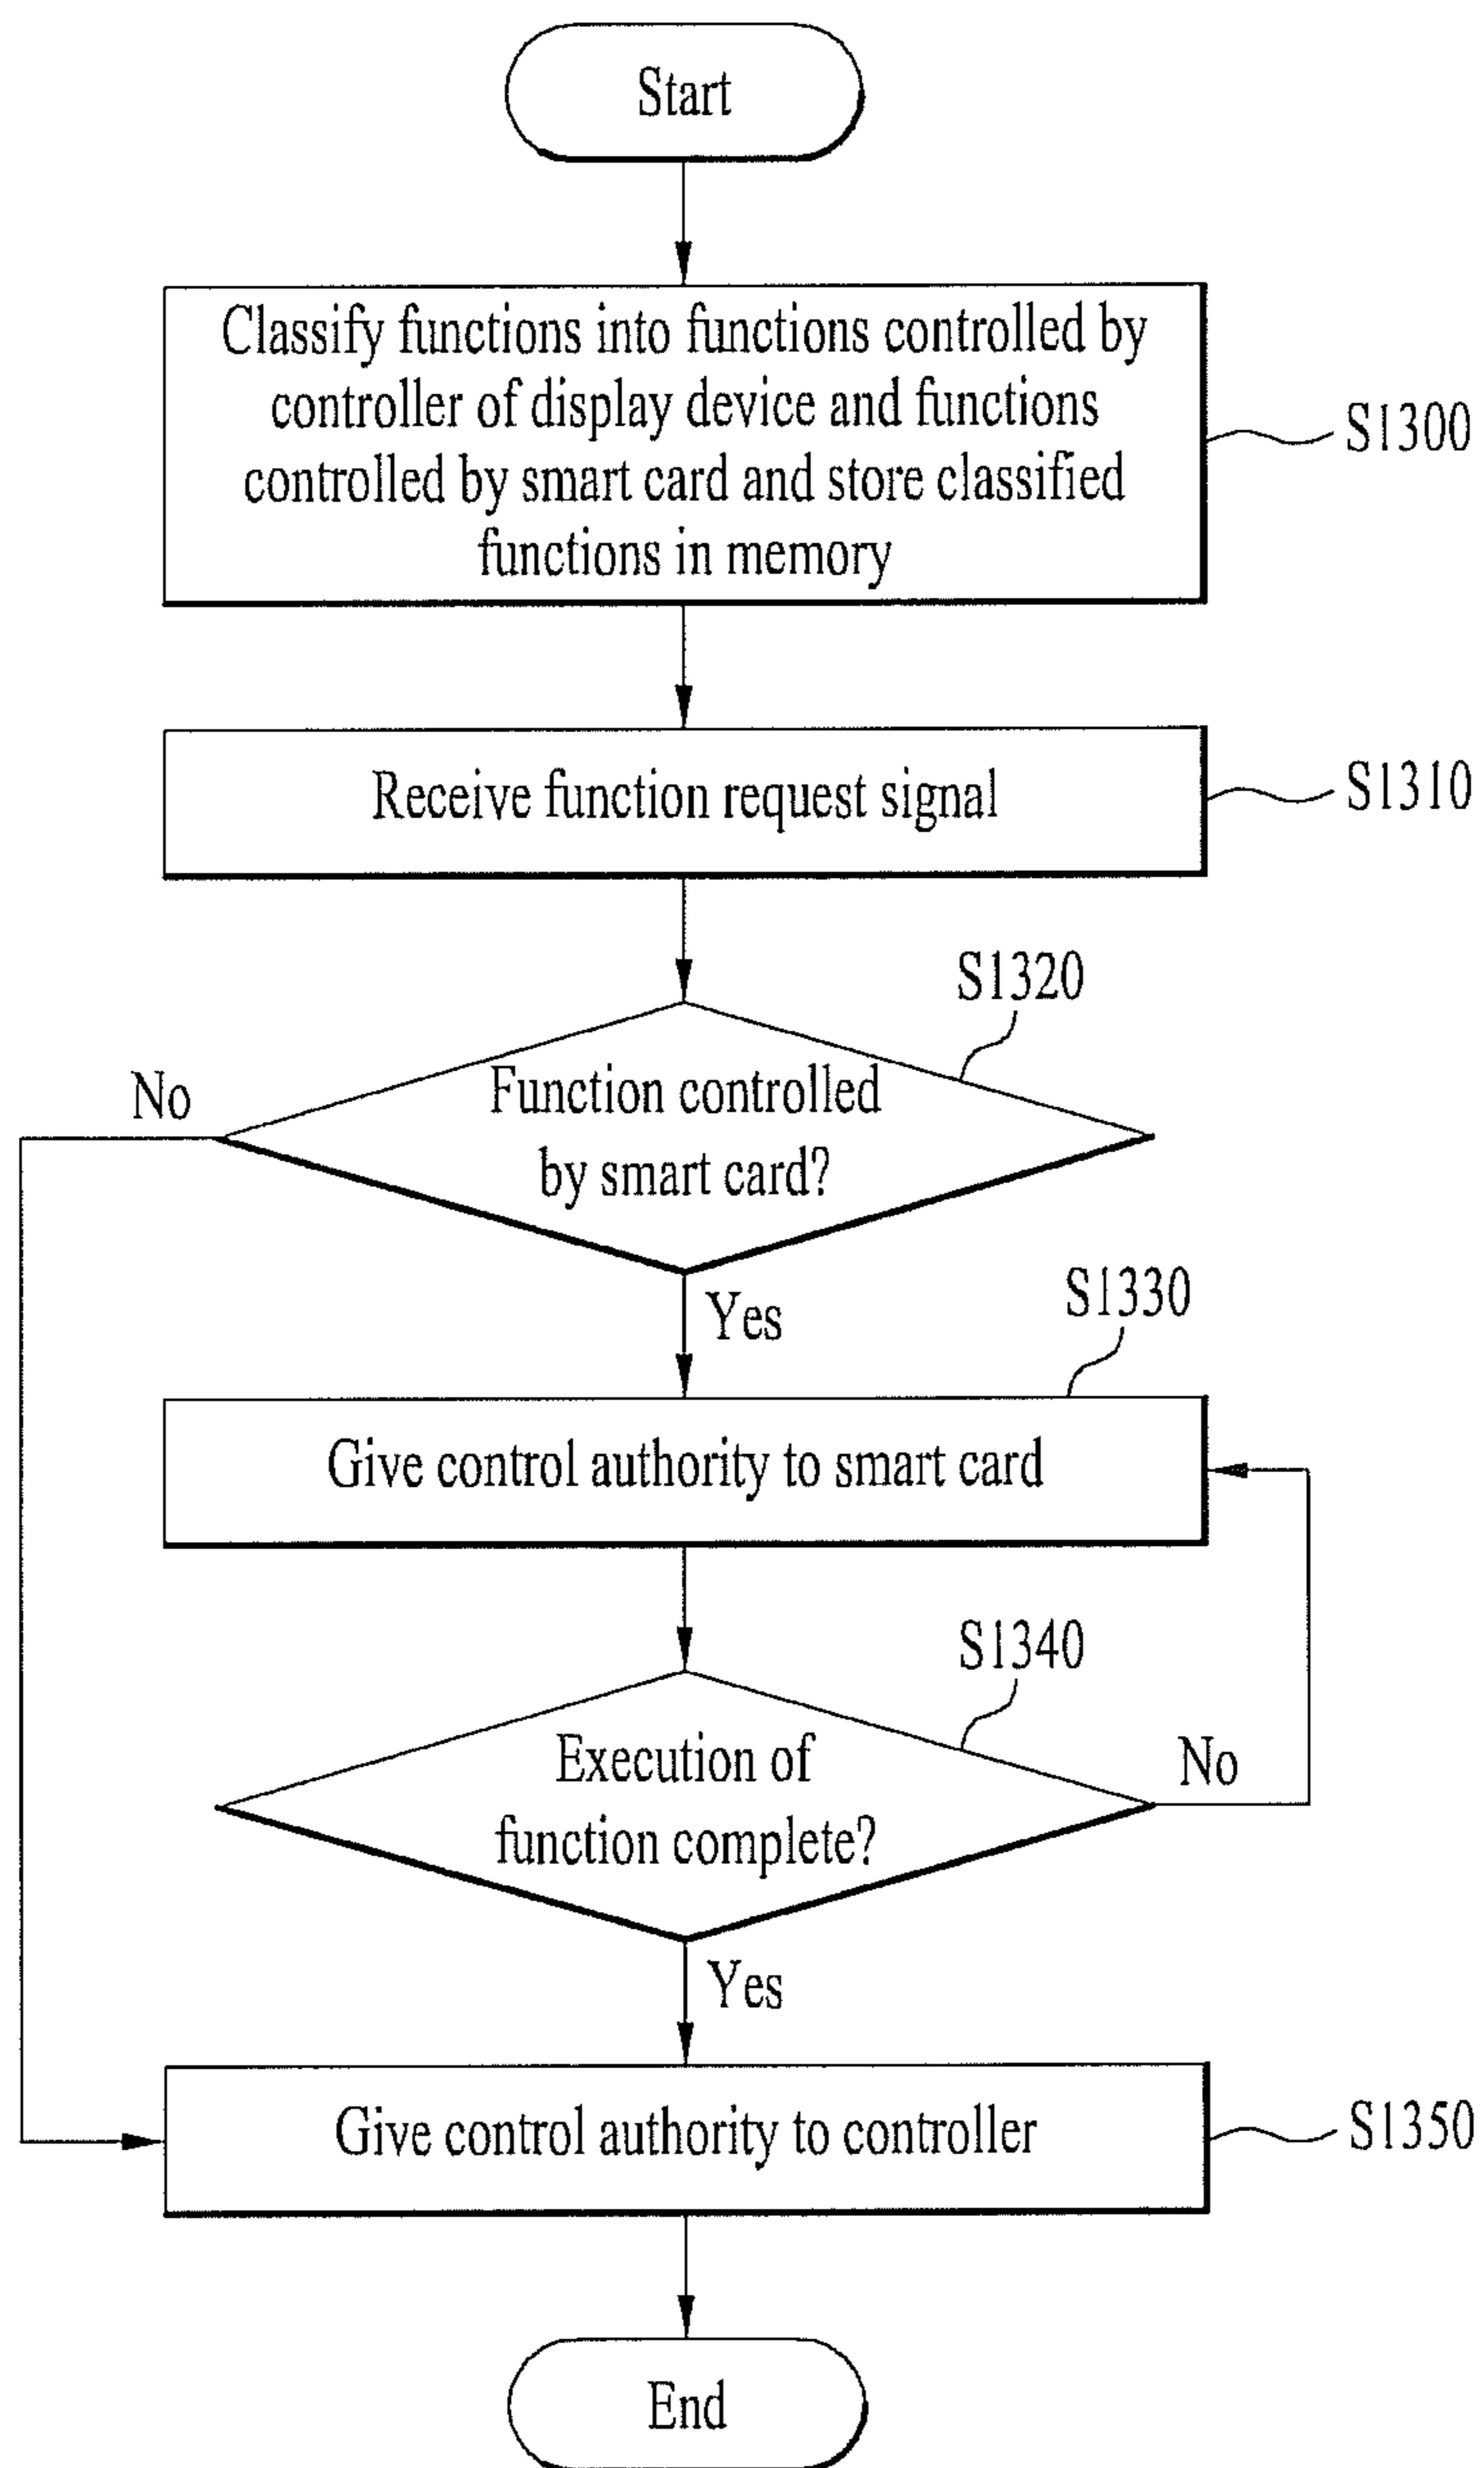 Start
Classify functions into functions controlled by
controller of display device and functions
controlled by smart card and store classified
functions in memory
S1300
Receive function request signal
S1310
S1320
No
Function controlled
by smart card?
Yes
S1330
Give control authority to smart card
S1340
Execution of
function complete?
No
Yes
Give control authority to controller
S1350
End